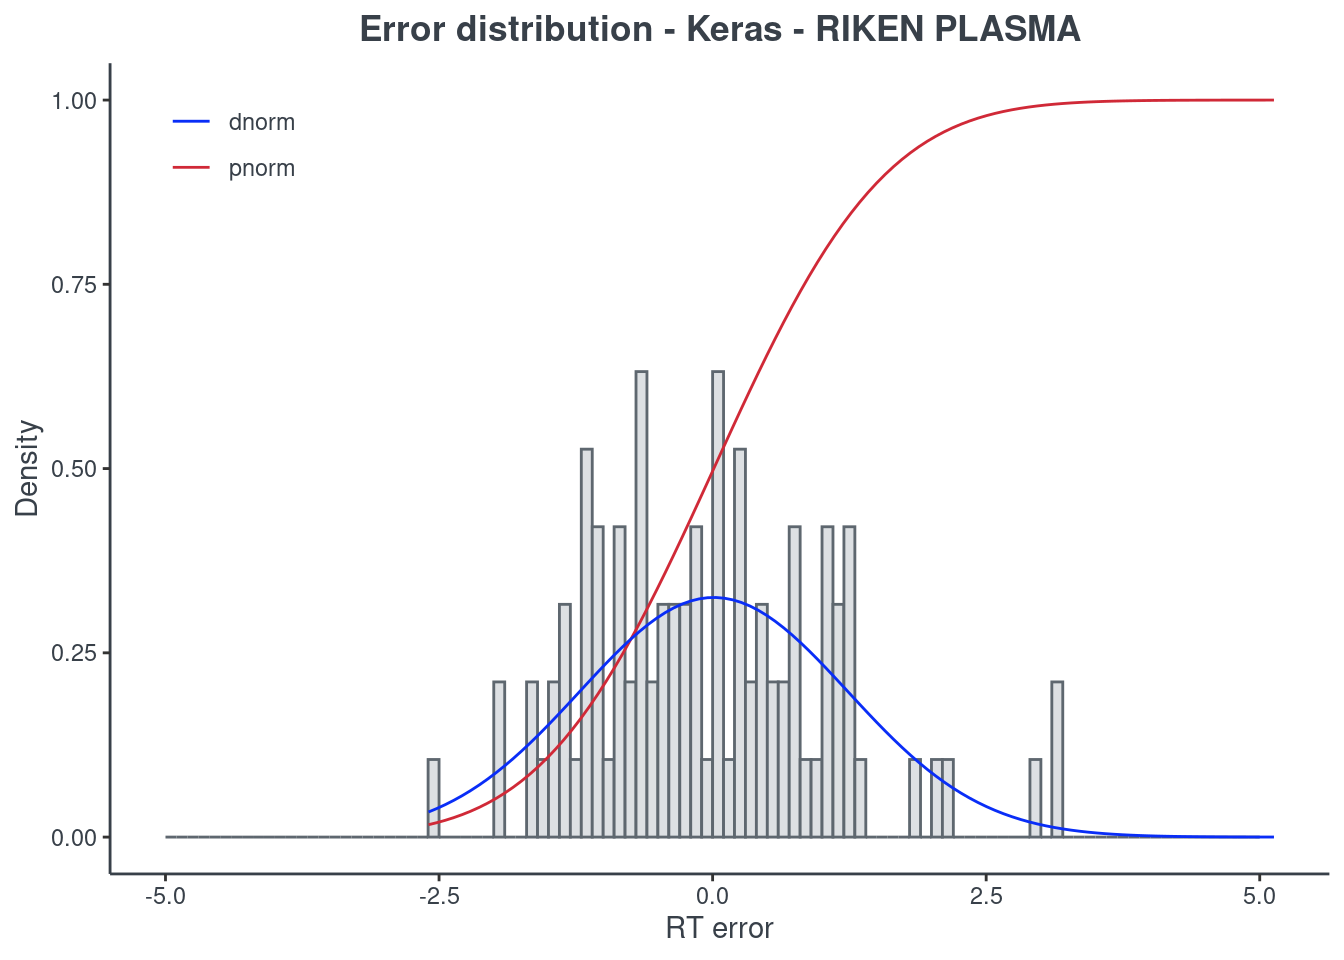 Error distribution - Keras - RIKEN PLASMA
1.00
0.75
0.50
0.25
0.00
Density
dnorm
pnorm
-5.0
-2.5
0.0
2.5
5.0
RT error